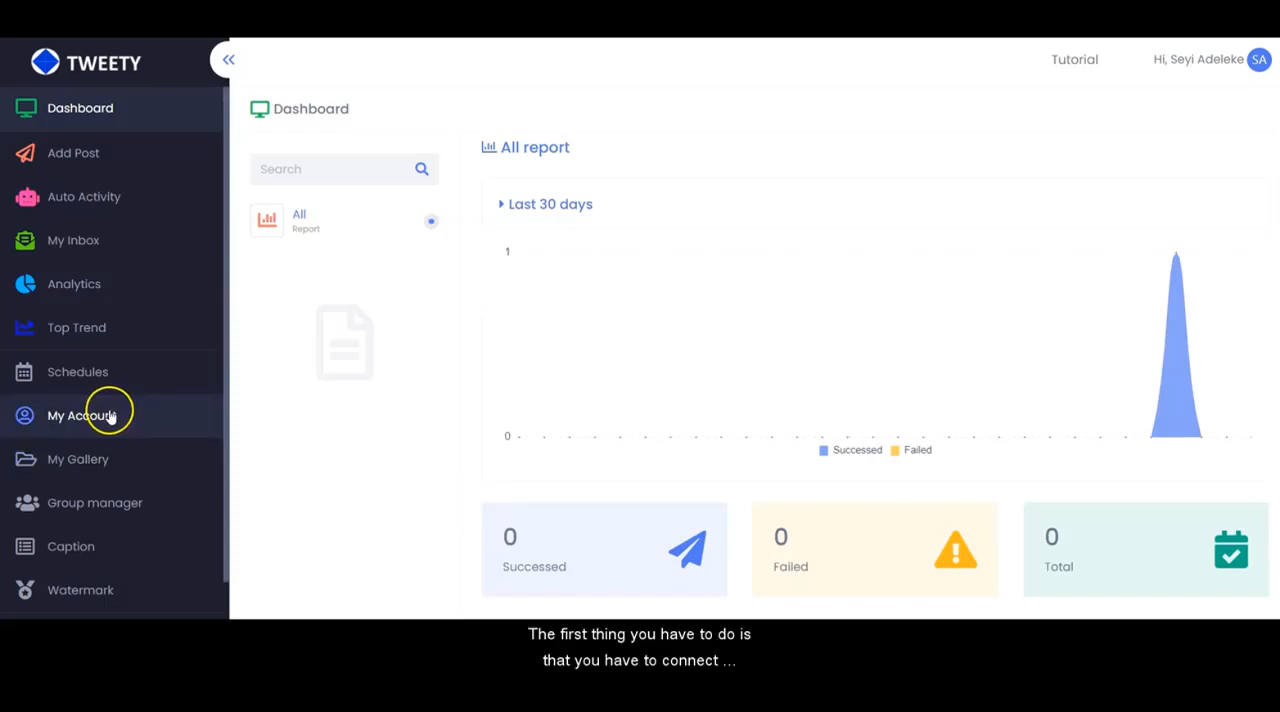 TWEETY
Tutorial
Hi, Seyi Adeleke
SA
Dashboard
Add Post
Auto Activity
My Inbox
Analytics
Top Trend
Schedules
My Accounts
My Gallery
Group manager
Caption
Watermark
Dashboard
Search
All
Report
All report
Last 30 days
1
0
Successed
Failed
0
Successed
0
Failed
0
Total
The first thing you have to do is
that you have to connect ...